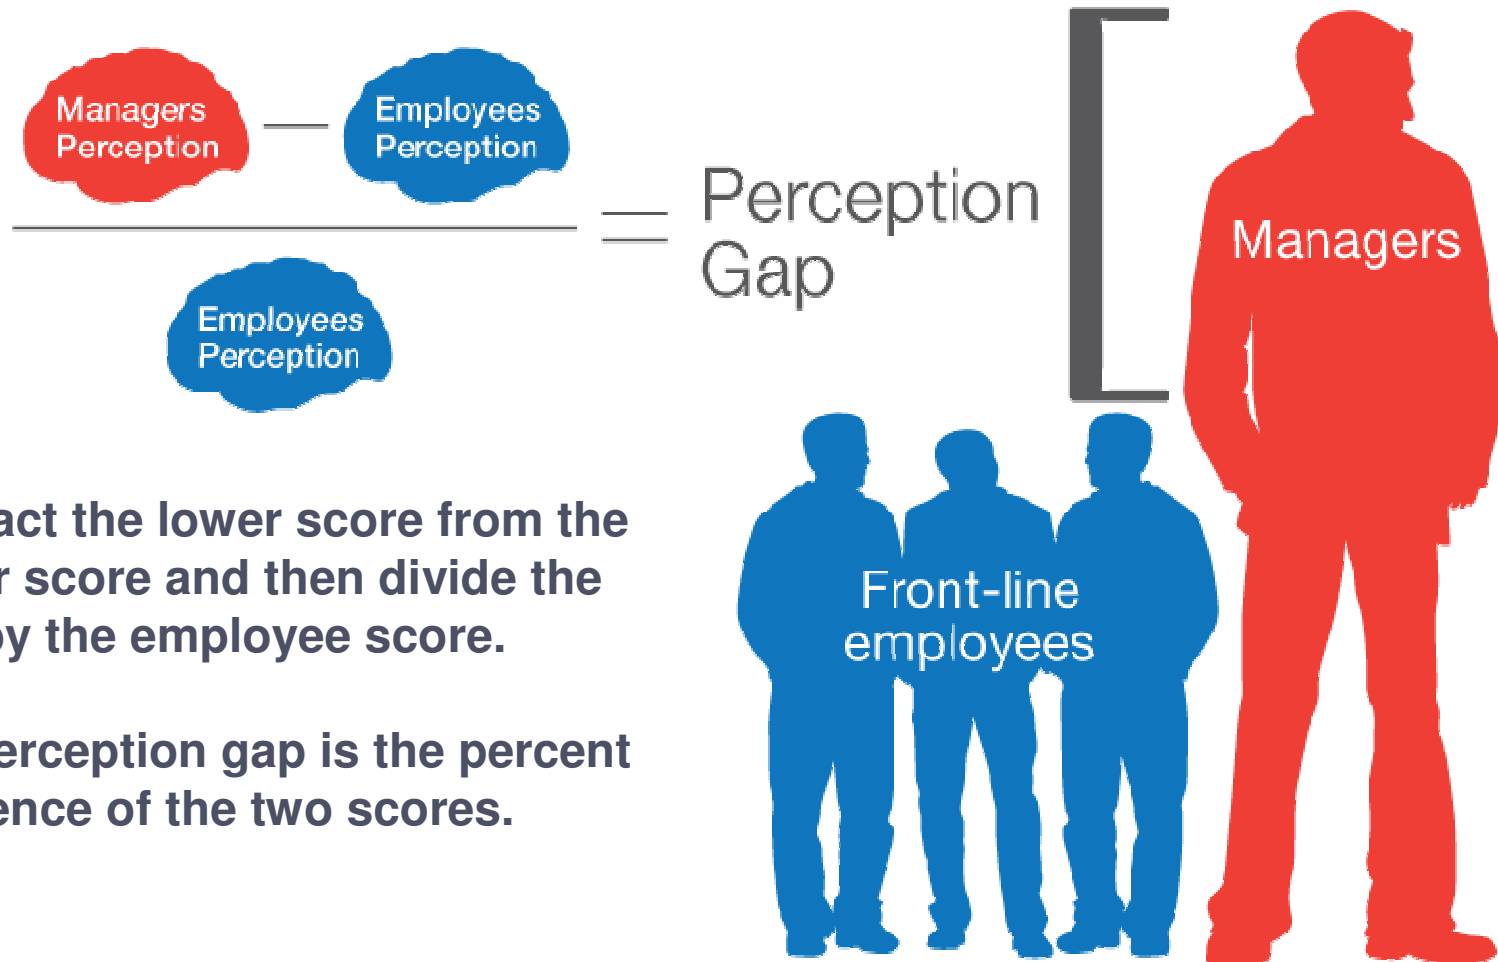 Managers
Perception
—
Employees
Perception
Employees
Perception
=
Perception
Gap
Managers
Front-line
employees
act the lower score from the
r score and then divide the
by the employee score.
erception gap is the percent
ence of the two scores.